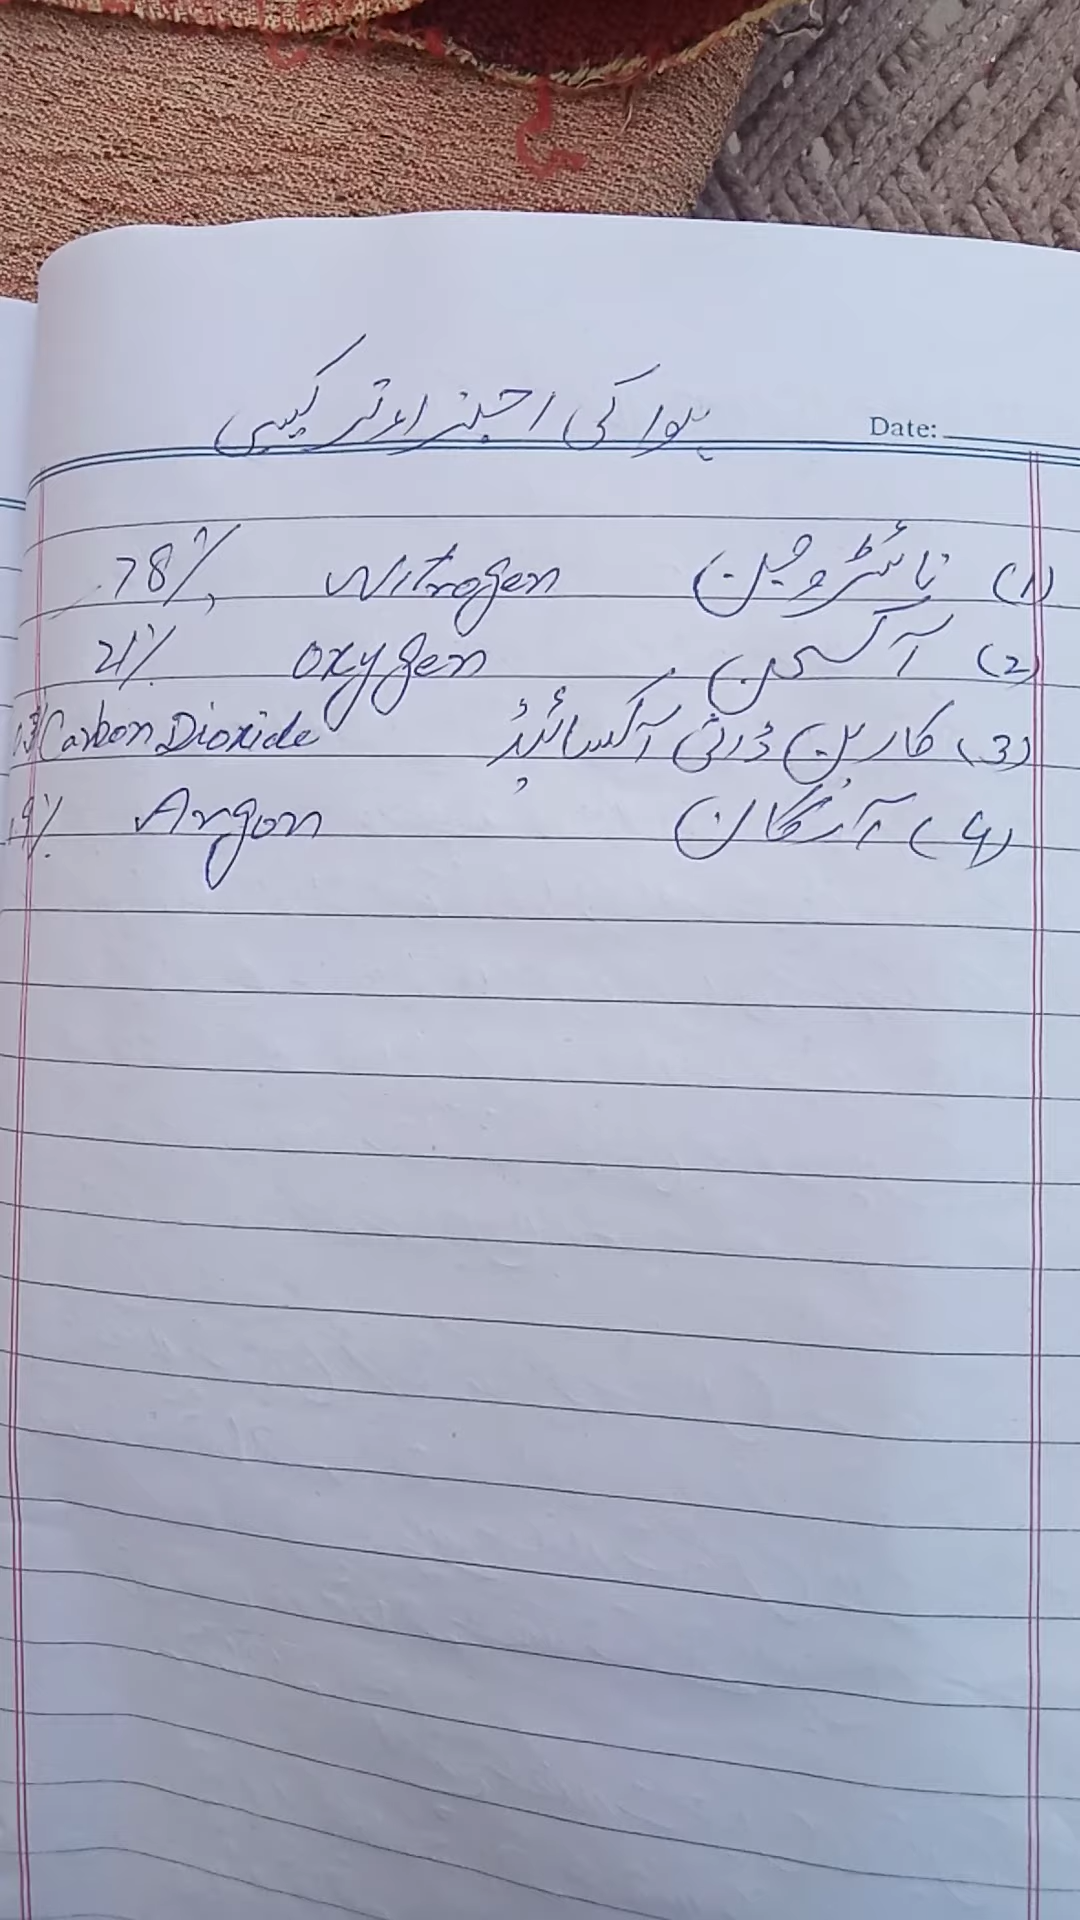 ہوا کی اجزائے ترکیبی
Date:
(1) نائٹروجن Nitrogen 78%
(2) آکسیجن Oxygen 21%
(3) کاربن ڈائی آکسائیڈ Carbon Dioxide
(4) آرگان Argon .9%